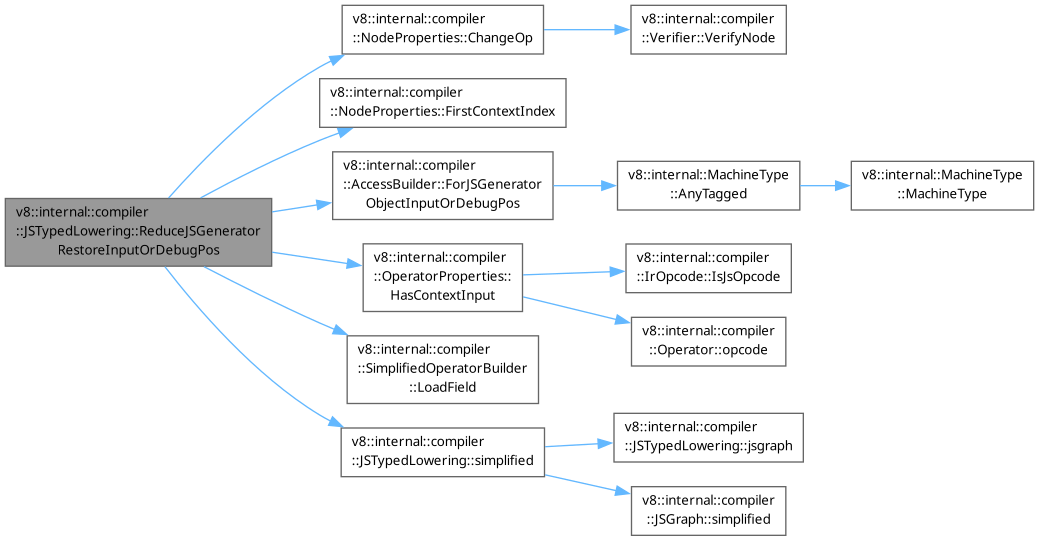 v8::internal::compiler
::JSTypedLowering::ReduceJSGenerator
RestoreInputOrDebugPos
v8::internal::compiler
::NodeProperties::ChangeOp
v8::internal::compiler
::Verifier::VerifyNode
v8::internal::compiler
::NodeProperties::FirstContextIndex
v8::internal::compiler
::AccessBuilder::ForJSGenerator
ObjectInputOrDebugPos
v8::internal::MachineType
::AnyTagged
v8::internal::MachineType
::MachineType
v8::internal::compiler
::OperatorProperties::
HasContextInput
v8::internal::compiler
::IrOpcode::IsJsOpcode
v8::internal::compiler
::Operator::opcode
v8::internal::compiler
::SimplifiedOperatorBuilder
::LoadField
v8::internal::compiler
::JSTypedLowering::simplified
v8::internal::compiler
::JSTypedLowering::jsgraph
v8::internal::compiler
::JSGraph::simplified